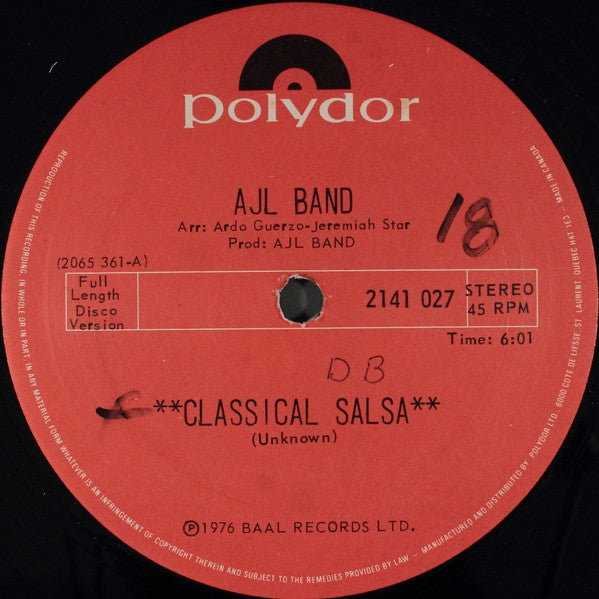 polydor
AJL BAND
Arr: Ardo Guerzo-Jeremiah Star
Prod: AJL BAND
18
(2065 361-A)
Full
Length
Disco
Version
2141 027
STEREO
45 RPM
Time: 6:01
DB
**CLASSICAL SALSA**
(Unknown)
℗1976 BAAL RECORDS LTD.
REPRODUCTION OF THIS RECORDING, IN WHOLE OR IN PART, IN ANY MATERIAL FORM WHATEVER IS AN INFRINGEMENT OF COPYRIGHT THEREIN AND SUBJECT TO THE REMEDIES PROVIDED BY LAW – MANUFACTURED AND DISTRIBUTED BY POLYDOR LTD. 6000 COTE DE LIESSE, ST. LAURENT, QUEBEC H4T 1E3 – MADE IN CANADA